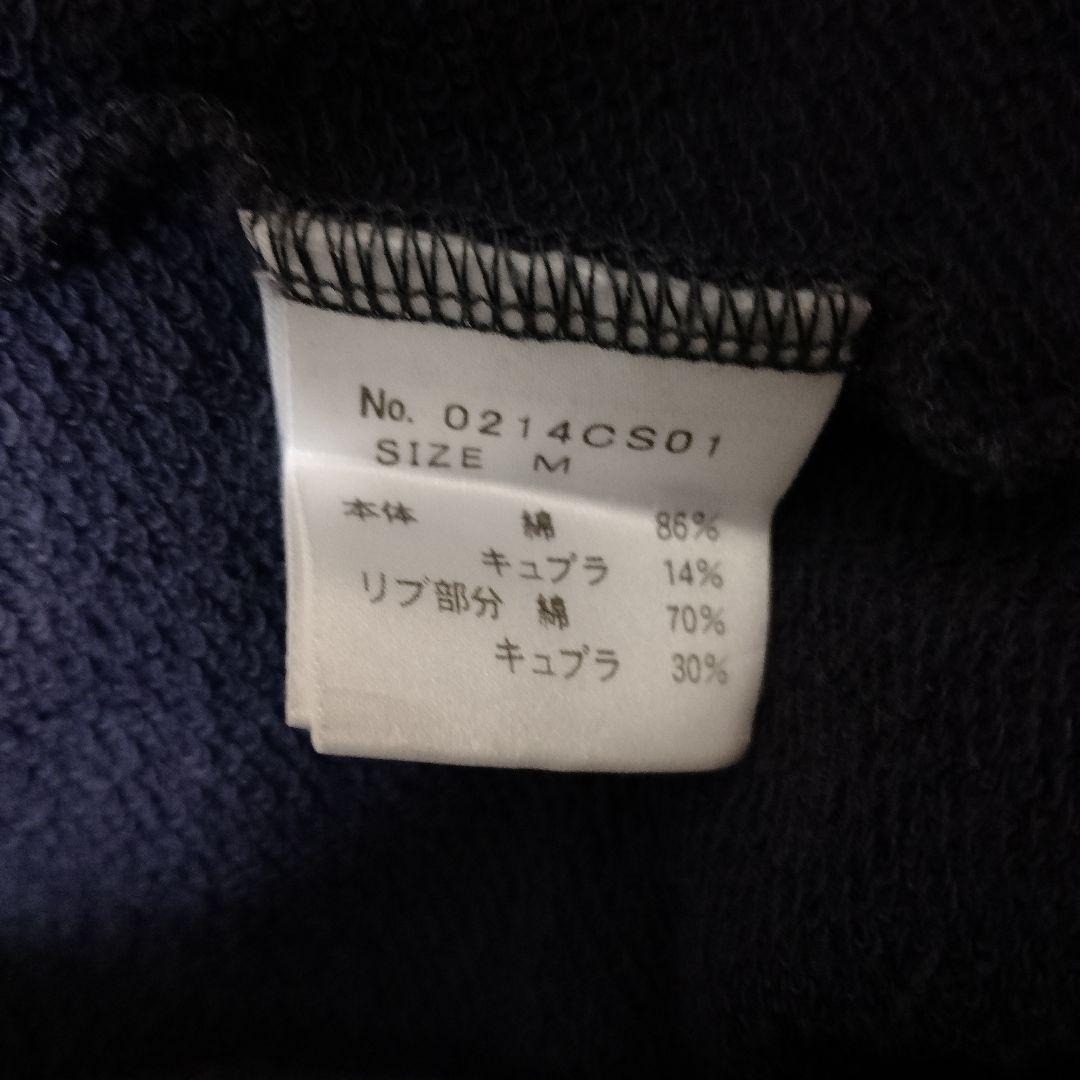 No. 0214CS01
SIZE M
本体 綿 86%
キュプラ 14%
リブ部分 綿 70%
キュプラ 30%